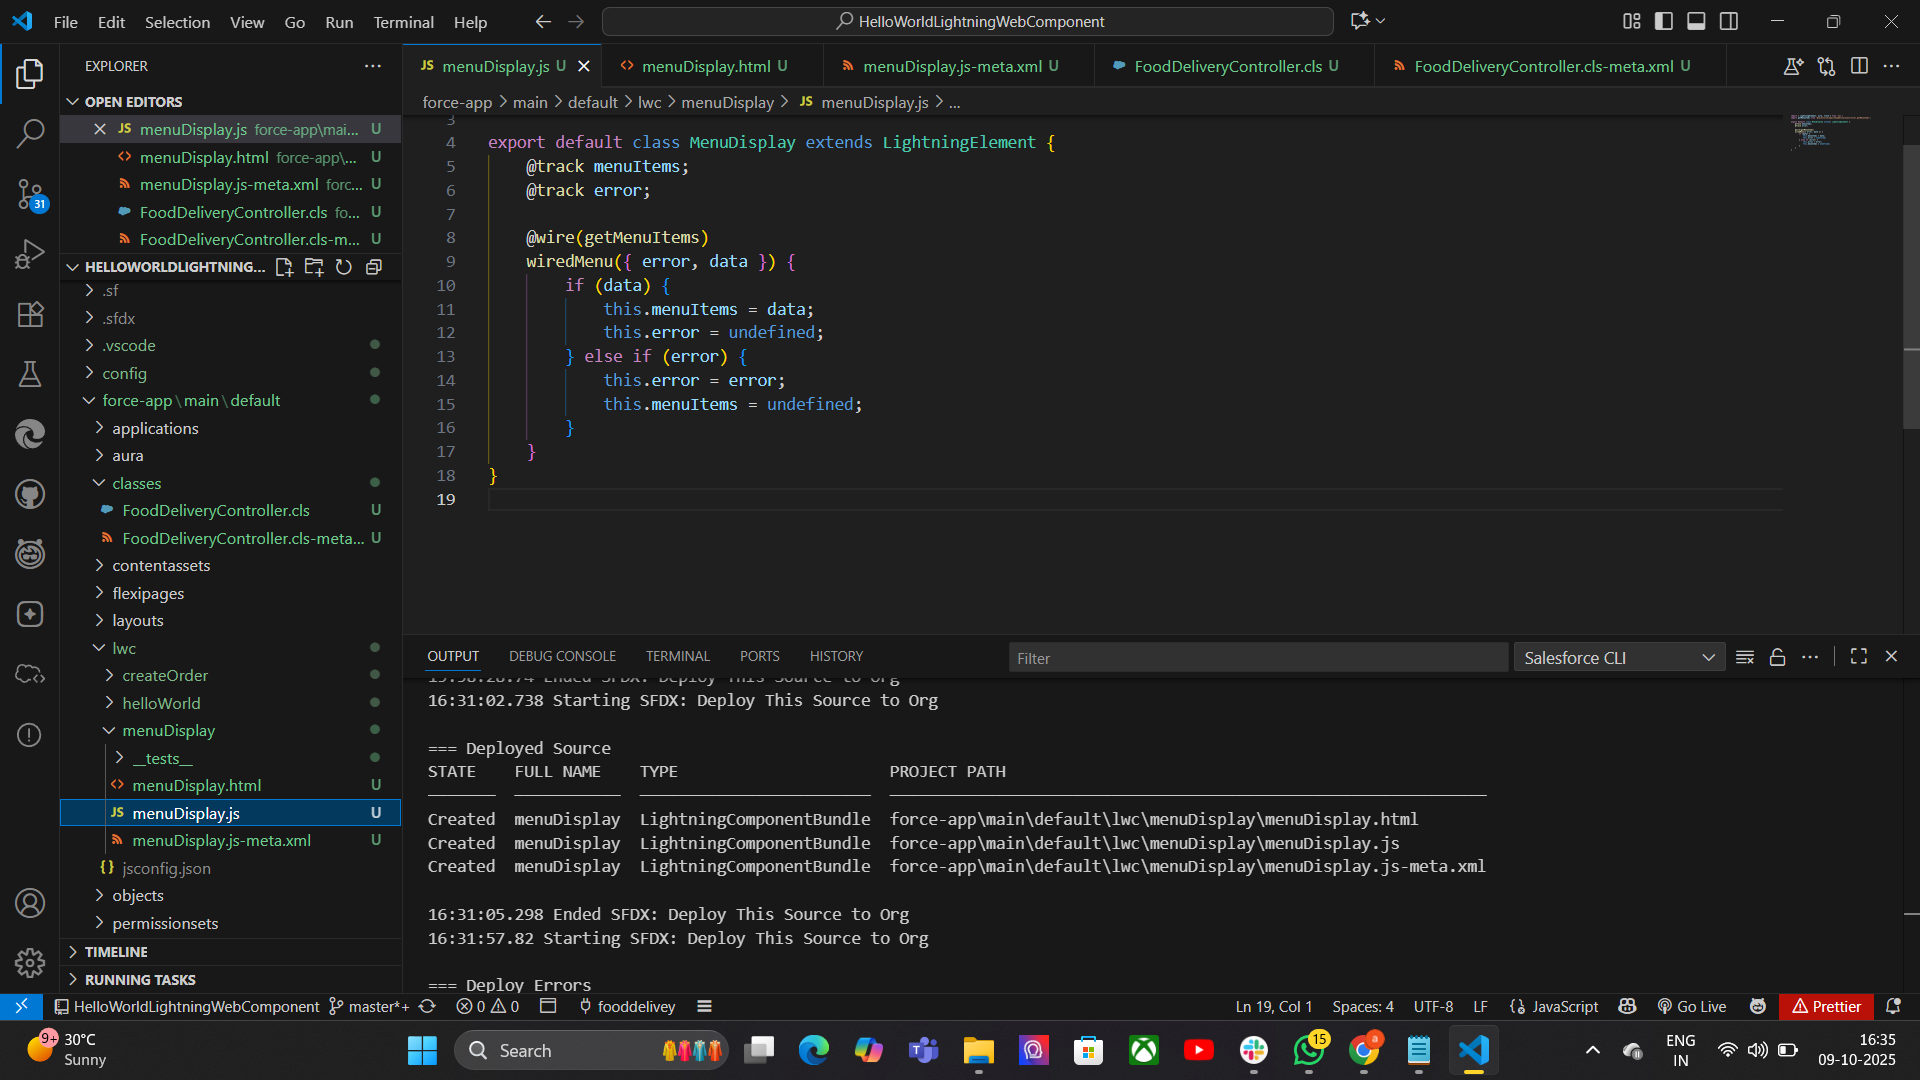 File Edit Selection View Go Run Terminal Help
HelloWorldLightningWebComponent
EXPLORER
OPEN EDITORS
menuDisplay.js force-app\mai... U
menuDisplay.html force-app\... U
menuDisplay.js-meta.xml forc... U
FoodDeliveryController.cls fo... U
FoodDeliveryController.cls-m... U
HELLOWORLDLIGHTNING...
.sf
.sfdx
.vscode
config
force-app\main\default
applications
aura
classes
FoodDeliveryController.cls U
FoodDeliveryController.cls-meta... U
contentassets
flexipages
layouts
lwc
createOrder
helloWorld
menuDisplay
__tests__
menuDisplay.html U
menuDisplay.js U
menuDisplay.js-meta.xml U
jsconfig.json
objects
permissionsets
TIMELINE
RUNNING TASKS
31
JS menuDisplay.js U
menuDisplay.html U
menuDisplay.js-meta.xml U
FoodDeliveryController.cls U
FoodDeliveryController.cls-meta.xml U
force-app > main > default > lwc > menuDisplay > JS menuDisplay.js > ...
3
4 export default class MenuDisplay extends LightningElement {
5 @track menuItems;
6 @track error;
7
8 @wire(getMenuItems)
9 wiredMenu({ error, data }) {
10 if (data) {
11 this.menuItems = data;
12 this.error = undefined;
13 } else if (error) {
14 this.error = error;
15 this.menuItems = undefined;
16 }
17 }
18 }
19
OUTPUT DEBUG CONSOLE TERMINAL PORTS HISTORY
Filter
Salesforce CLI
Ended SFDX: Deploy This Source to Org
16:31:02.738 Starting SFDX: Deploy This Source to Org
=== Deployed Source
STATE FULL NAME TYPE PROJECT PATH
Created menuDisplay LightningComponentBundle force-app\main\default\lwc\menuDisplay\menuDisplay.html
Created menuDisplay LightningComponentBundle force-app\main\default\lwc\menuDisplay\menuDisplay.js
Created menuDisplay LightningComponentBundle force-app\main\default\lwc\menuDisplay\menuDisplay.js-meta.xml
16:31:05.298 Ended SFDX: Deploy This Source to Org
16:31:57.82 Starting SFDX: Deploy This Source to Org
=== Deploy Errors
HelloWorldLightningWebComponent master*+ 0 0 fooddelivey
Ln 19, Col 1 Spaces: 4 UTF-8 LF {} JavaScript Go Live Prettier
9+ 30°C
Sunny
Search
15
ENG
IN
16:35
09-10-2025